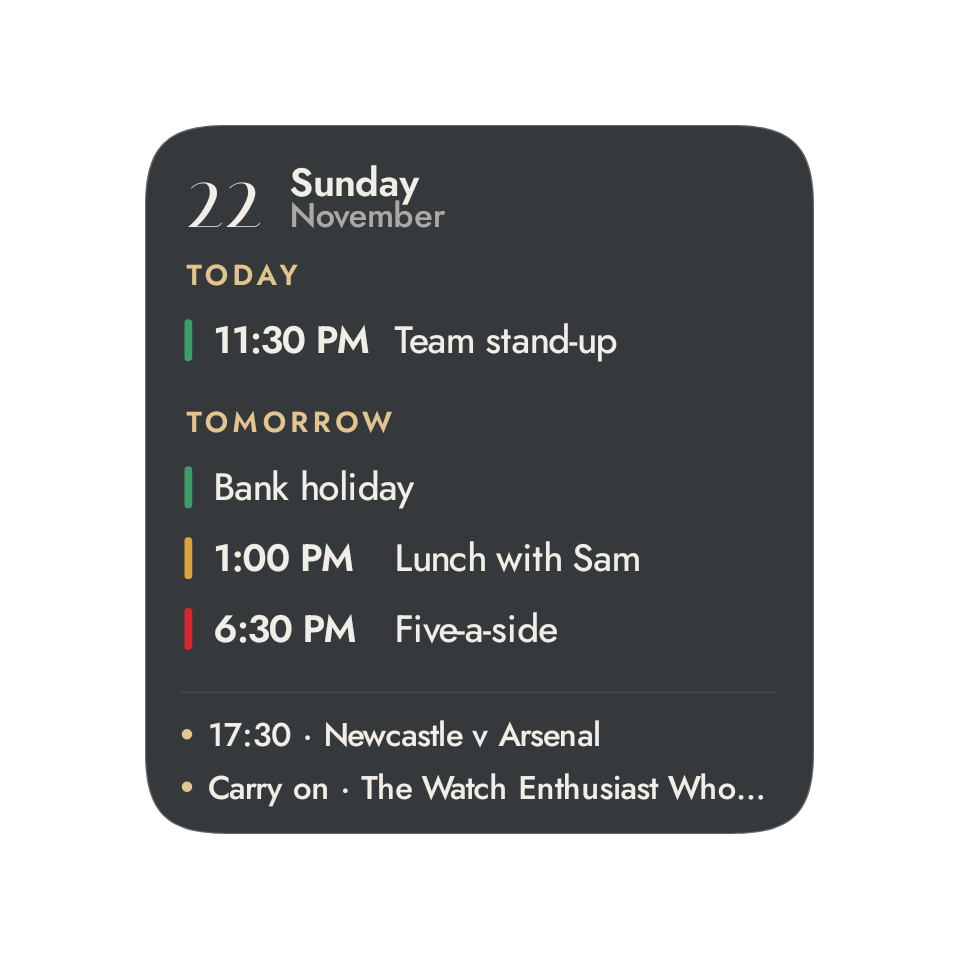 22 Sunday
November
TODAY
11:30 PM Team stand-up
TOMORROW
Bank holiday
1:00 PM Lunch with Sam
6:30 PM Five-a-side
• 17:30 · Newcastle v Arsenal
• Carry on · The Watch Enthusiast Who...